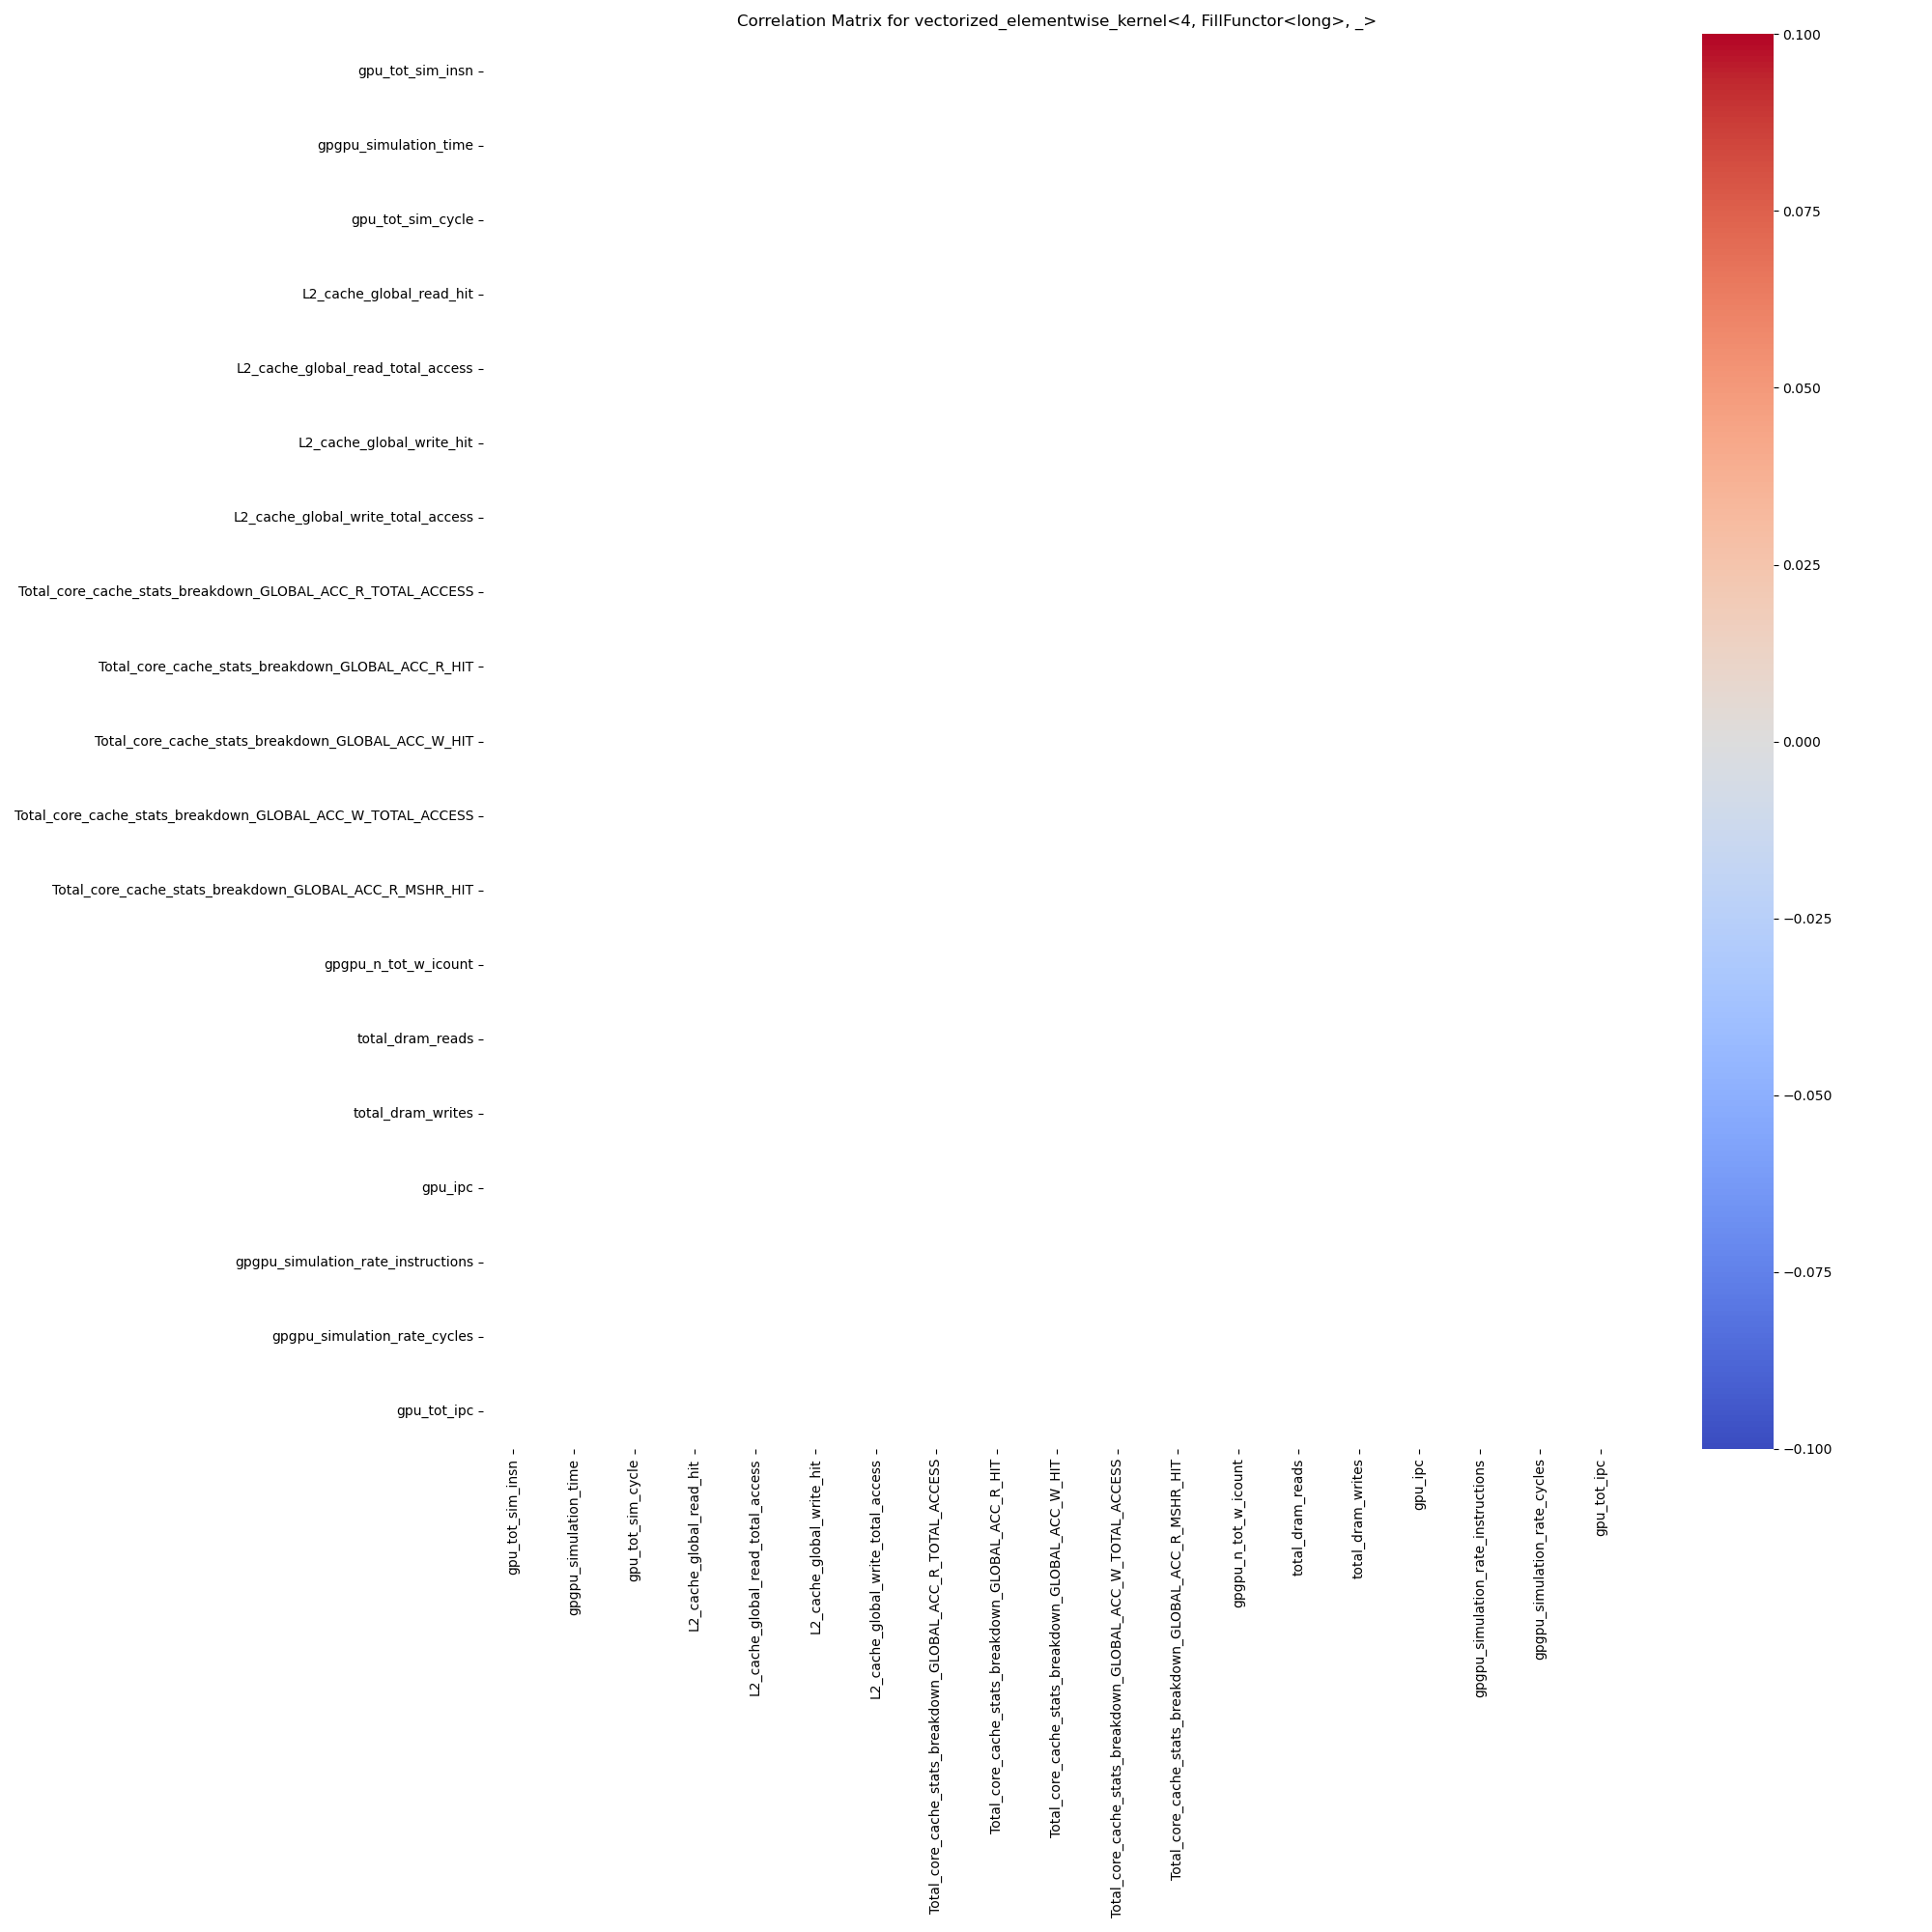 Correlation Matrix for vectorized_elementwise_kernel<4, FillFunctor<long>, _>
gpu_tot_sim_insn
gpgpu_simulation_time
gpu_tot_sim_cycle
L2_cache_global_read_hit
L2_cache_global_read_total_access
L2_cache_global_write_hit
L2_cache_global_write_total_access
Total_core_cache_stats_breakdown_GLOBAL_ACC_R_TOTAL_ACCESS
Total_core_cache_stats_breakdown_GLOBAL_ACC_R_HIT
Total_core_cache_stats_breakdown_GLOBAL_ACC_W_HIT
Total_core_cache_stats_breakdown_GLOBAL_ACC_W_TOTAL_ACCESS
Total_core_cache_stats_breakdown_GLOBAL_ACC_R_MSHR_HIT
gpgpu_n_tot_w_icount
total_dram_reads
total_dram_writes
gpu_ipc
gpgpu_simulation_rate_instructions
gpgpu_simulation_rate_cycles
gpu_tot_ipc
gpu_tot_sim_insn
gpgpu_simulation_time
gpu_tot_sim_cycle
L2_cache_global_read_hit
L2_cache_global_read_total_access
L2_cache_global_write_hit
L2_cache_global_write_total_access
Total_core_cache_stats_breakdown_GLOBAL_ACC_R_TOTAL_ACCESS
Total_core_cache_stats_breakdown_GLOBAL_ACC_R_HIT
Total_core_cache_stats_breakdown_GLOBAL_ACC_W_HIT
Total_core_cache_stats_breakdown_GLOBAL_ACC_W_TOTAL_ACCESS
Total_core_cache_stats_breakdown_GLOBAL_ACC_R_MSHR_HIT
gpgpu_n_tot_w_icount
total_dram_reads
total_dram_writes
gpu_ipc
gpgpu_simulation_rate_instructions
gpgpu_simulation_rate_cycles
gpu_tot_ipc
0.100
0.075
0.050
0.025
0.000
−0.025
−0.050
−0.075
−0.100